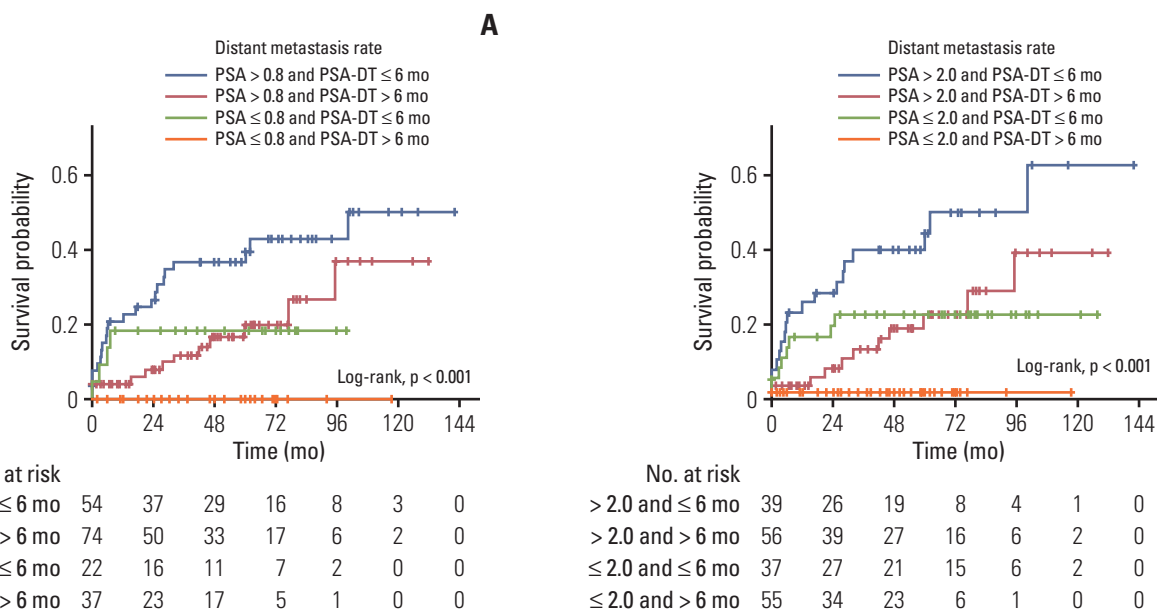 A
Distant metastasis rate
PSA > 0.8 and PSA-DT ≤ 6 mo
PSA > 0.8 and PSA-DT > 6 mo
PSA ≤ 0.8 and PSA-DT ≤ 6 mo
PSA ≤ 0.8 and PSA-DT > 6 mo
Survival probability
0.6
0.4
0.2
0
Log-rank, p < 0.001
0 24 48 72 96 120 144
Time (mo)
at risk
≤ 6 mo 54 37 29 16 8 3 0
> 6 mo 74 50 33 17 6 2 0
≤ 6 mo 22 16 11 7 2 0 0
> 6 mo 37 23 17 5 1 0 0
Distant metastasis rate
PSA > 2.0 and PSA-DT ≤ 6 mo
PSA > 2.0 and PSA-DT > 6 mo
PSA ≤ 2.0 and PSA-DT ≤ 6 mo
PSA ≤ 2.0 and PSA-DT > 6 mo
Survival probability
0.6
0.4
0.2
0
Log-rank, p < 0.001
0 24 48 72 96 120 144
Time (mo)
No. at risk
> 2.0 and ≤ 6 mo 39 26 19 8 4 1 0
> 2.0 and > 6 mo 56 39 27 16 6 2 0
≤ 2.0 and ≤ 6 mo 37 27 21 15 6 2 0
≤ 2.0 and > 6 mo 55 34 23 6 1 0 0